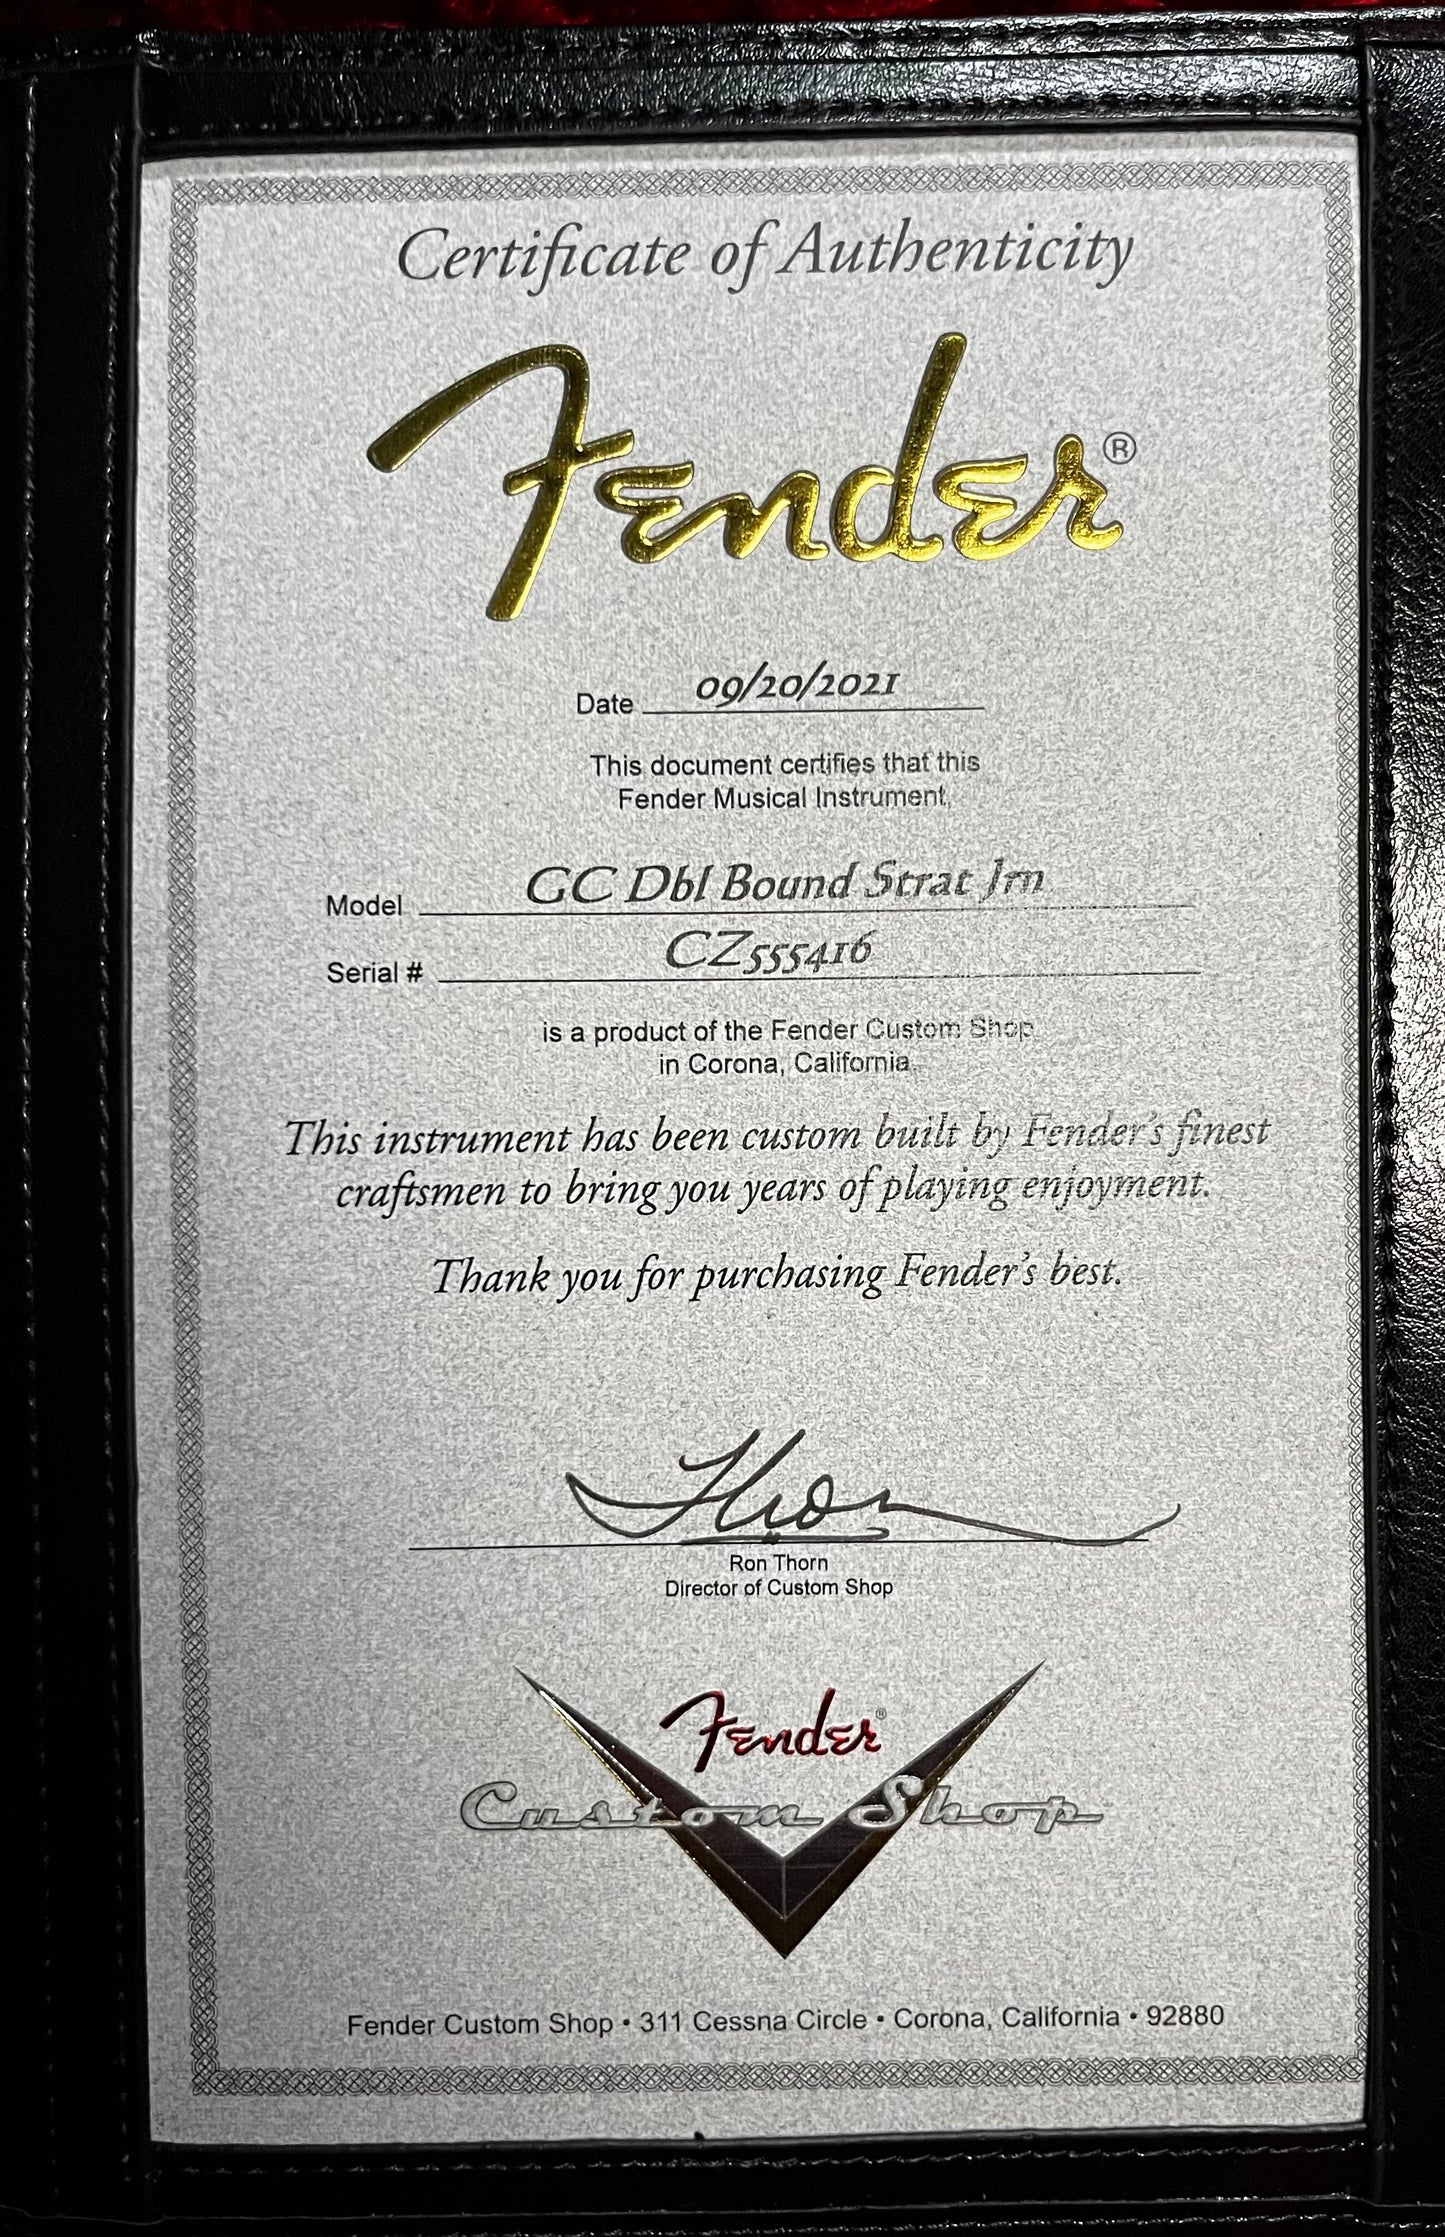 Certificate of Authenticity
Fender®
Date 09/20/2021
This document certifies that this
Fender Musical Instrument,
Model GC Dbl Bound Strat Jrn
Serial # CZ555416
is a product of the Fender Custom Shop
in Corona, California.
This instrument has been custom built by Fender's finest
craftsmen to bring you years of playing enjoyment.
Thank you for purchasing Fender's best.
Thorn
Ron Thorn
Director of Custom Shop
Fender®
Custom Shop
Fender Custom Shop • 311 Cessna Circle • Corona, California • 92880